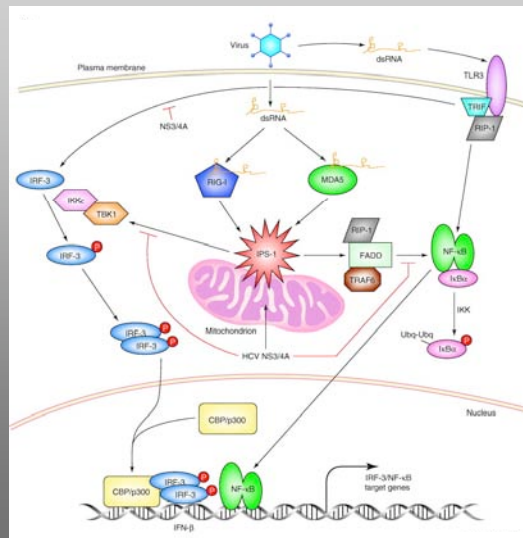 Virus
dsRNA
Plasma membrane
TLR3
TRIF
RIP-1
dsRNA
NS3/4A
IRF-3
IKKε
TBK1
RIG-I
MDA5
RIP-1
IRF-3
P
IPS-1
FADD
TRAF6
NF-κB
IκBα
Mitochondrion
IKK
Ubq-Ubq
P
IκBα
HCV NS3/4A
IRF-3
P
IRF-3
P
Nucleus
CBP/p300
CBP/p300
IRF-3
P
IRF-3
P
NF-κB
IRF-3/NF-κB
target genes
IFN-β